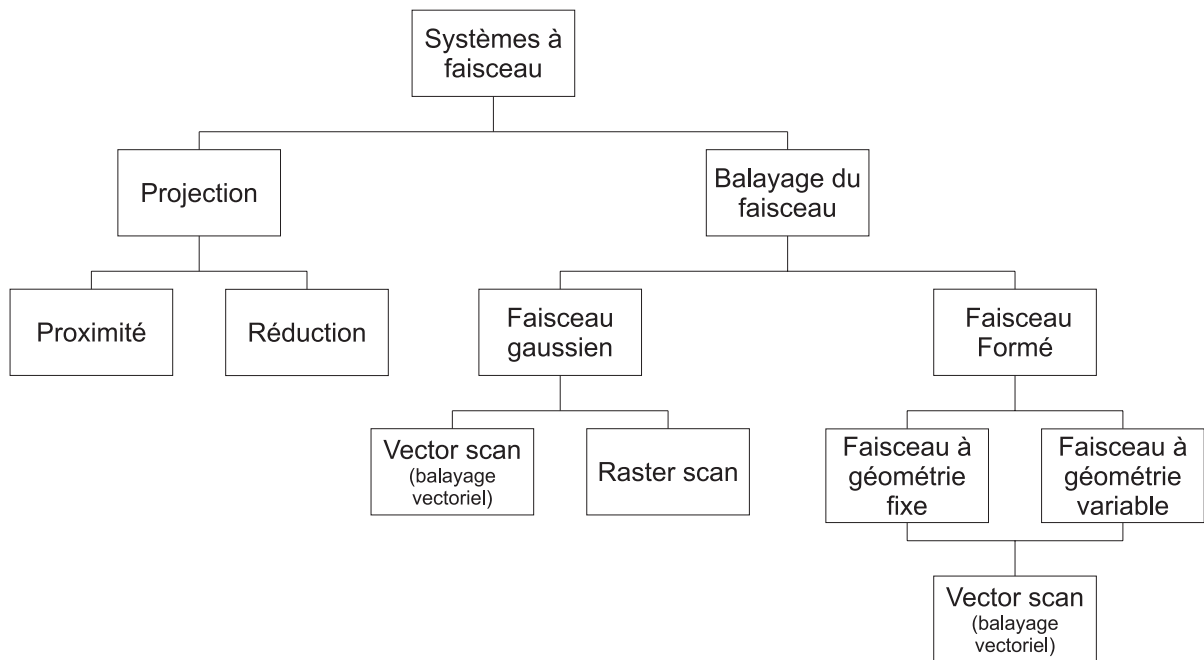 Systèmes à
faisceau
Projection
Balayage du
faisceau
Proximité
Réduction
Faisceau
gaussien
Faisceau
Formé
Vector scan
(balayage
vectoriel)
Raster scan
Faisceau à
géométrie
fixe
Faisceau à
géométrie
variable
Vector scan
(balayage
vectoriel)